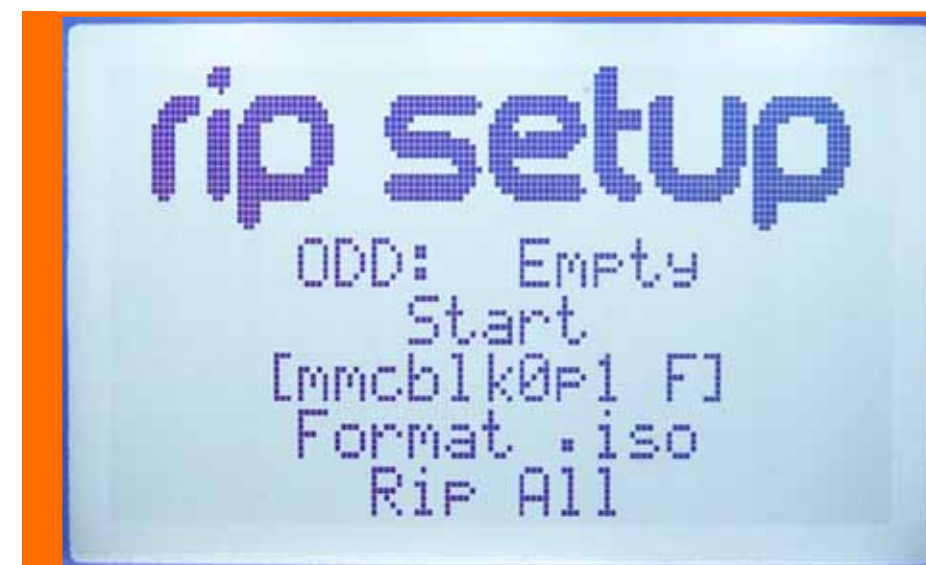 rip setup
ODD: Empty
Start
[mmcblk0p1 F]
Format .iso
Rip All